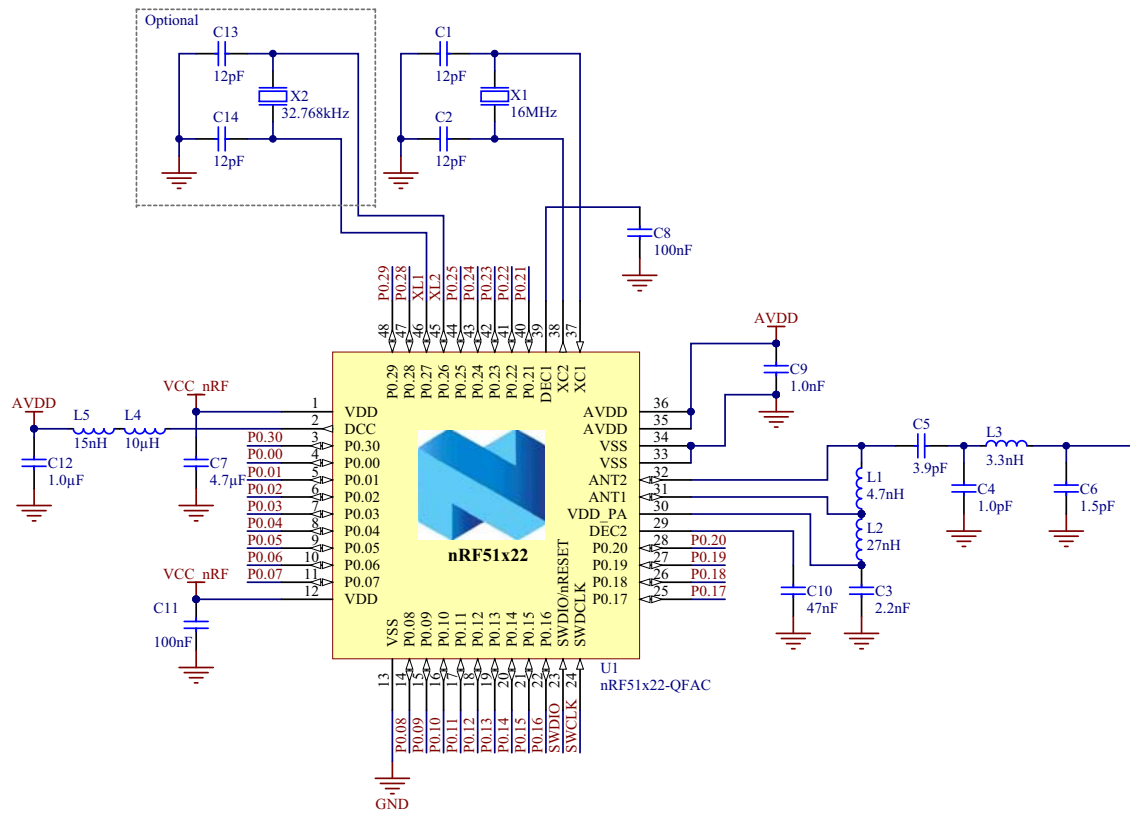 Optional
C13
12pF
X2
32.768kHz
C14
12pF
C1
12pF
X1
16MHz
C2
12pF
C8
100nF
P0.29
P0.28
XL1
XL2
P0.25
P0.24
P0.23
P0.22
P0.21
48
47
46
45
44
43
42
41
40
39
38
37
P0.29
P0.28
P0.27
P0.26
P0.25
P0.24
P0.23
P0.22
P0.21
DEC1
XC2
XC1
AVDD
C9
1.0nF
VCC_nRF
AVDD
L5
15nH
L4
10µH
C12
1.0µF
C7
4.7µF
1 VDD
2 DCC
P0.30 3 P0.30
P0.00 4 P0.00
P0.01 5 P0.01
P0.02 6 P0.02
P0.03 7 P0.03
P0.04 8 P0.04
P0.05 9 P0.05
P0.06 10 P0.06
P0.07 11 P0.07
12 VDD
VCC_nRF
C11
100nF
nRF51x22
AVDD 36
AVDD 35
VSS 34
VSS 33
ANT2 32
ANT1 31
VDD_PA 30
DEC2 29
P0.20 28 P0.20
P0.19 27 P0.19
P0.18 26 P0.18
P0.17 25 P0.17
C5
3.9pF
L3
3.3nH
L1
4.7nH
C4
1.0pF
C6
1.5pF
L2
27nH
C10
47nF
C3
2.2nF
VSS
P0.08
P0.09
P0.10
P0.11
P0.12
P0.13
P0.14
P0.15
P0.16
SWDIO/nRESET
SWDCLK
U1
nRF51x22-QFAC
13
14
15
16
17
18
19
20
21
22
23
24
P0.08
P0.09
P0.10
P0.11
P0.12
P0.13
P0.14
P0.15
P0.16
SWDIO
SWCLK
GND